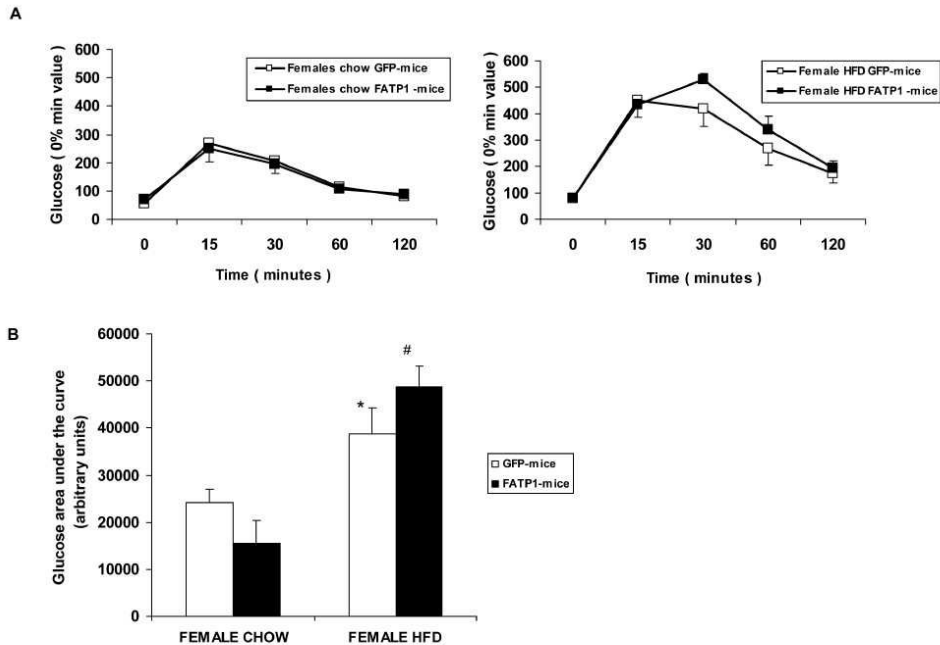 A
Glucose ( 0% min value)
600
500
400
300
200
100
0
0 15 30 60 120
Time ( minutes )
Females chow GFP-mice
Females chow FATP1 -mice
Glucose ( 0% min value)
600
500
400
300
200
100
0
0 15 30 60 120
Time ( minutes )
Female HFD GFP-mice
Female HFD FATP1 -mice
B
Glucose area under the curve
(arbitrary units)
60000
50000
40000
30000
20000
10000
0
*
#
FEMALE CHOW FEMALE HFD
GFP-mice
FATP1-mice